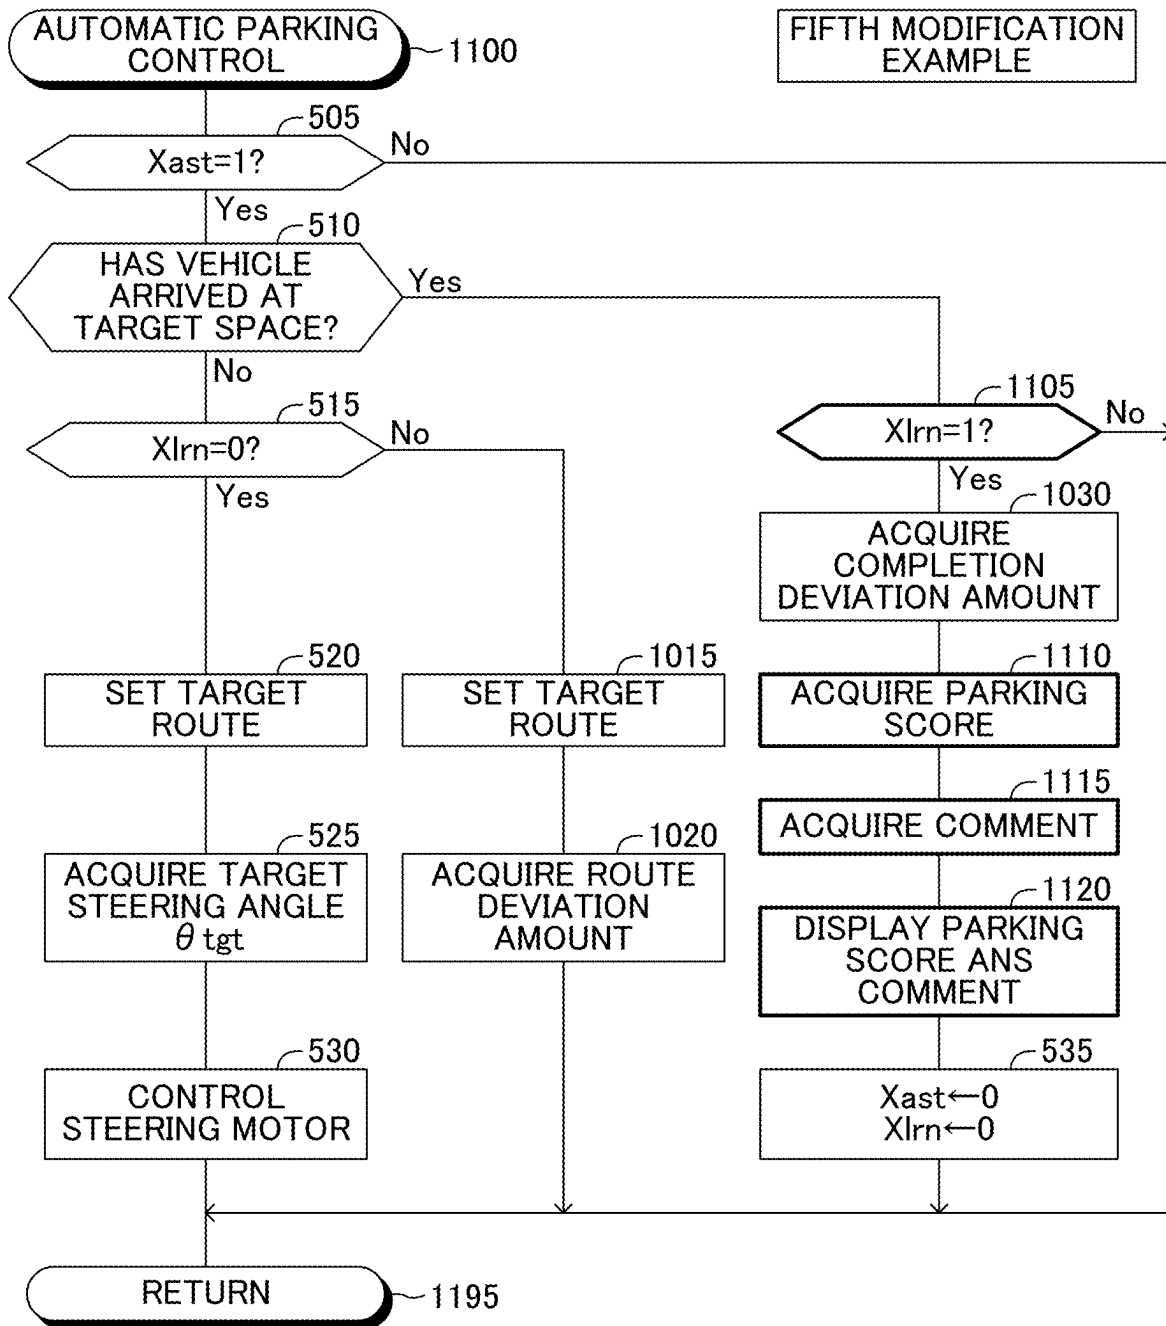 AUTOMATIC PARKING
CONTROL
1100
FIFTH MODIFICATION
EXAMPLE
505
Xast=1?
No
Yes
510
HAS VEHICLE
ARRIVED AT
TARGET SPACE?
Yes
No
515
Xlrn=0?
No
Yes
1105
Xlrn=1?
No
Yes
1030
ACQUIRE
COMPLETION
DEVIATION AMOUNT
520
SET TARGET
ROUTE
1015
SET TARGET
ROUTE
1110
ACQUIRE PARKING
SCORE
1115
ACQUIRE COMMENT
525
ACQUIRE TARGET
STEERING ANGLE
θtgt
1020
ACQUIRE ROUTE
DEVIATION
AMOUNT
1120
DISPLAY PARKING
SCORE ANS
COMMENT
530
CONTROL
STEERING MOTOR
535
Xast←0
Xlrn←0
RETURN
1195